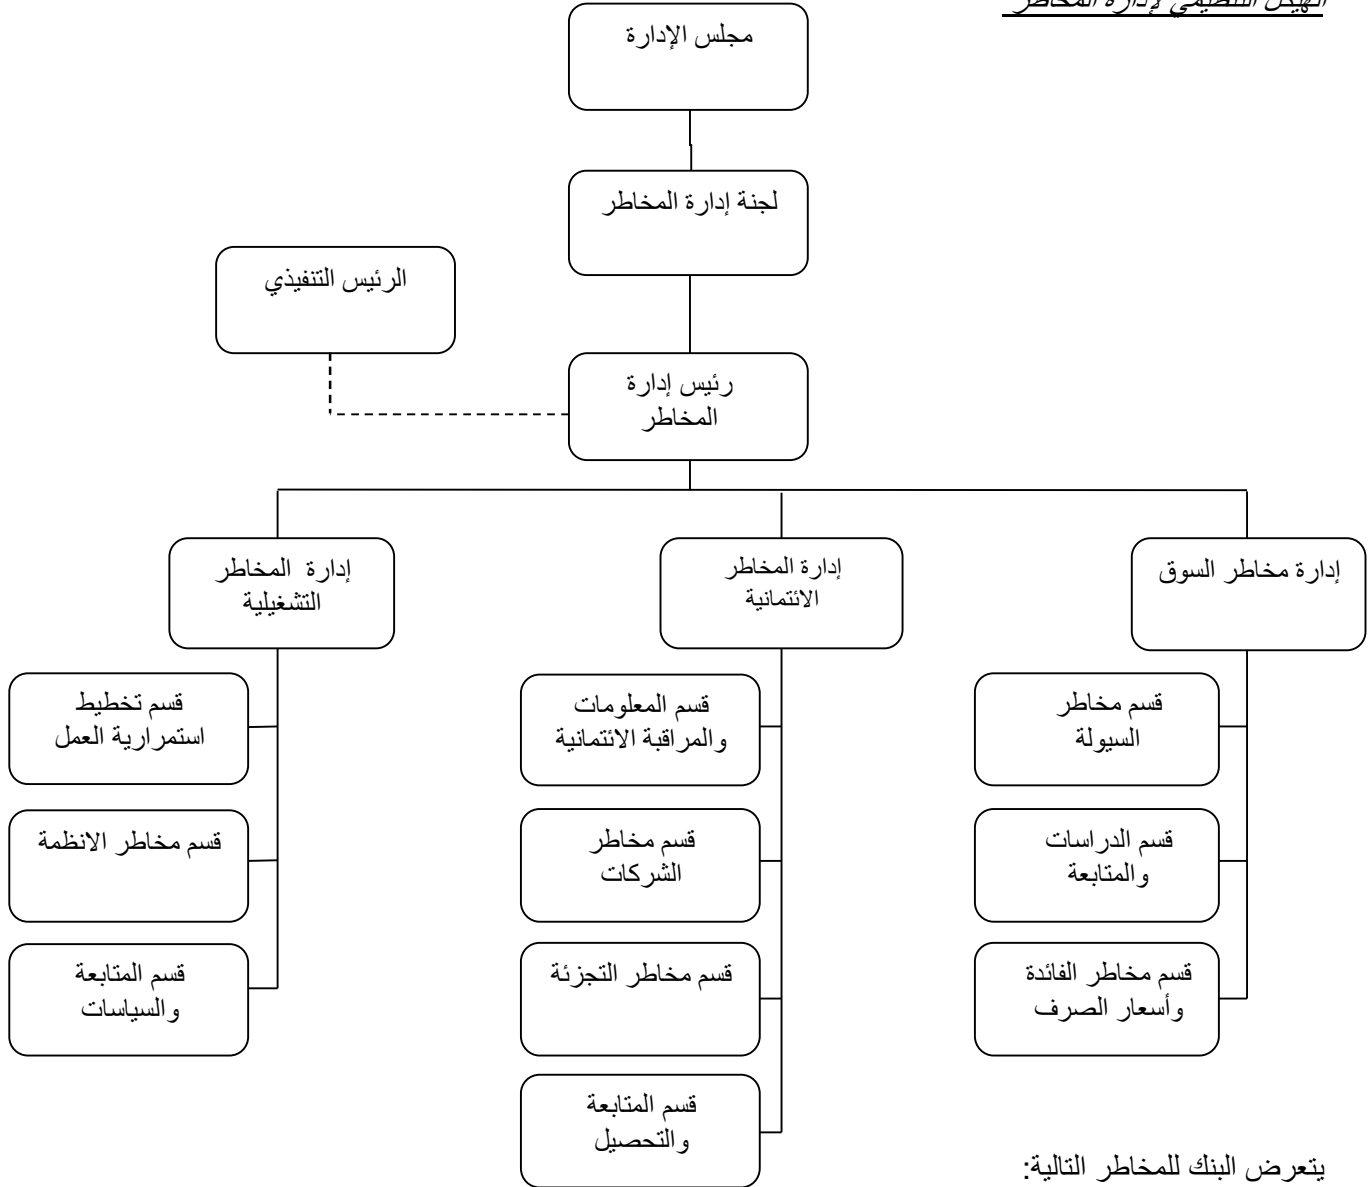 الهيكل التنظيمي لإدارة المخاطر
مجلس الإدارة
لجنة إدارة المخاطر
الرئيس التنفيذي
رئيس إدارة
المخاطر
إدارة مخاطر السوق
إدارة المخاطر
الائتمانية
إدارة المخاطر
التشغيلية
قسم مخاطر
السيولة
قسم المعلومات
والمراقبة الائتمانية
قسم تخطيط
استمرارية العمل
قسم الدراسات
والمتابعة
قسم مخاطر
الشركات
قسم مخاطر الانظمة
قسم مخاطر الفائدة
وأسعار الصرف
قسم مخاطر التجزئة
قسم المتابعة
والسياسات
قسم المتابعة
والتحصيل
يتعرض البنك للمخاطر التالية: